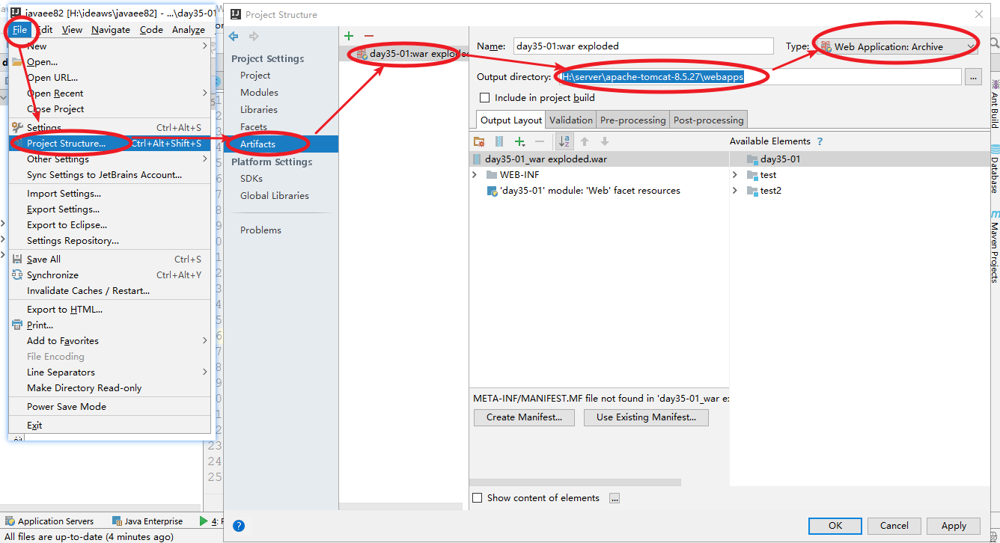 javaee82 [H:\ideaws\javaee82] - ...\day35-01
File Edit View Navigate Code Analyze
New
Open...
Open URL...
Open Recent
Close Project
Settings... Ctrl+Alt+S
Project Structure... Ctrl+Alt+Shift+S
Other Settings
Sync Settings to JetBrains Account...
Import Settings...
Export Settings...
Export to Eclipse...
Settings Repository...
Save All Ctrl+S
Synchronize Ctrl+Alt+Y
Invalidate Caches / Restart...
Export to HTML...
Print...
Add to Favorites
File Encoding
Line Separators
Make Directory Read-only
Power Save Mode
Exit
23
24
25
Application Servers Java Enterprise 4:
All files are up-to-date (4 minutes ago)
Project Structure
Project Settings
Project
Modules
Libraries
Facets
Artifacts
Platform Settings
SDKs
Global Libraries
Problems
day35-01:war exploded
Name: day35-01:war exploded
Type: Web Application: Archive
Output directory: H:\server\apache-tomcat-8.5.27\webapps ...
Include in project build
Output Layout Validation Pre-processing Post-processing
Available Elements ?
day35-01_war exploded.war
WEB-INF
'day35-01' module: 'Web' facet resources
day35-01
test
test2
META-INF/MANIFEST.MF file not found in 'day35-01_war ex
Create Manifest... Use Existing Manifest...
Show content of elements ...
?
OK Cancel Apply
Ant Build
Database
Maven Projects